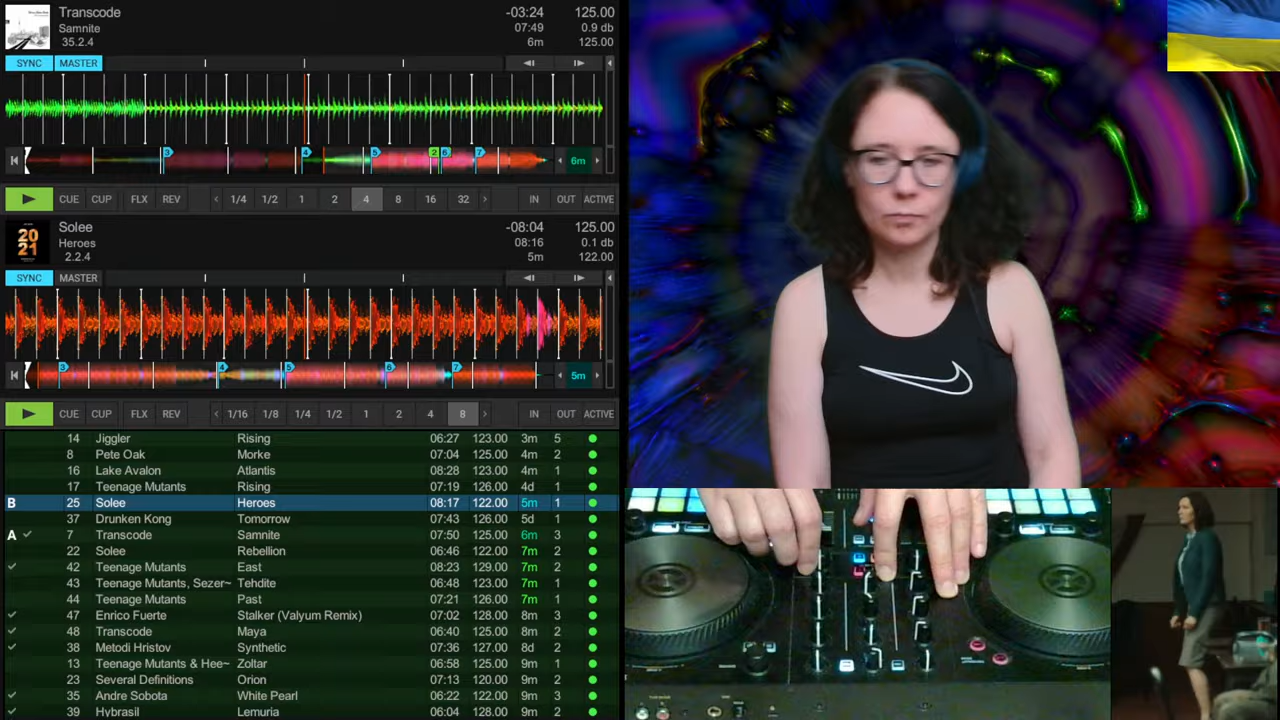 Transcode -03:24 125.00
Samnite 07:49 0.9 db
35.2.4 6m 125.00
SYNC MASTER
3 4 5 2 6 7 6m
CUE CUP FLX REV 1/4 1/2 1 2 4 8 16 32 IN OUT ACTIVE
2021 Solee -08:04 125.00
Heroes 08:16 0.1 db
2.2.4 5m 122.00
SYNC MASTER
3 4 5 6 7 5m
CUE CUP FLX REV 1/16 1/8 1/4 1/2 1 2 4 8 IN OUT ACTIVE
14 Jiggler Rising 06:27 123.00 3m 5
8 Pete Oak Morke 07:04 125.00 4m 2
16 Lake Avalon Atlantis 08:28 123.00 4m 1
17 Teenage Mutants Rising 07:19 126.00 4d 1
B 25 Solee Heroes 08:17 122.00 5m 1
37 Drunken Kong Tomorrow 07:43 126.00 5d 1
A 7 Transcode Samnite 07:50 125.00 6m 3
22 Solee Rebellion 06:46 122.00 7m 2
42 Teenage Mutants East 08:23 129.00 7m 2
43 Teenage Mutants, Sezer~ Tehdite 06:48 123.00 7m 1
44 Teenage Mutants Past 07:21 126.00 7m 1
47 Enrico Fuerte Stalker (Valyum Remix) 07:02 128.00 8m 3
48 Transcode Maya 06:40 125.00 8m 2
38 Metodi Hristov Synthetic 07:36 127.00 8d 2
13 Teenage Mutants & Hee~ Zoltar 06:58 125.00 9m 1
23 Several Definitions Orion 07:13 120.00 9m 2
35 Andre Sobota White Pearl 06:22 122.00 9m 3
39 Hybrasil Lemuria 06:04 128.00 9m 2